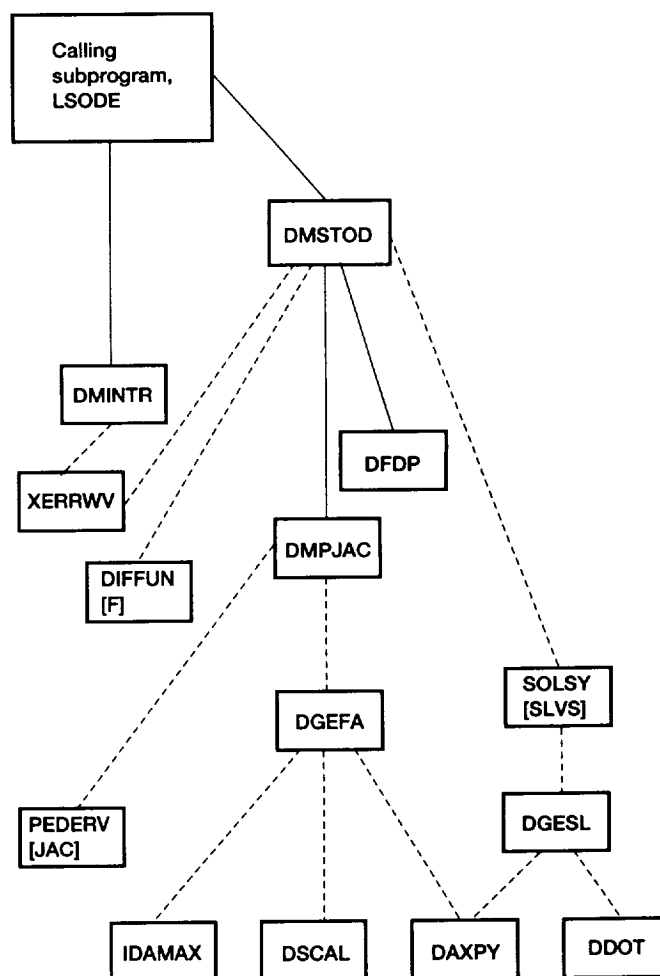 Calling
subprogram,
LSODE
DMSTOD
DMINTR
DFDP
XERRWV
DMPJAC
DIFFUN
[F]
SOLSY
[SLVS]
DGEFA
PEDERV
[JAC]
DGESL
IDAMAX
DSCAL
DAXPY
DDOT